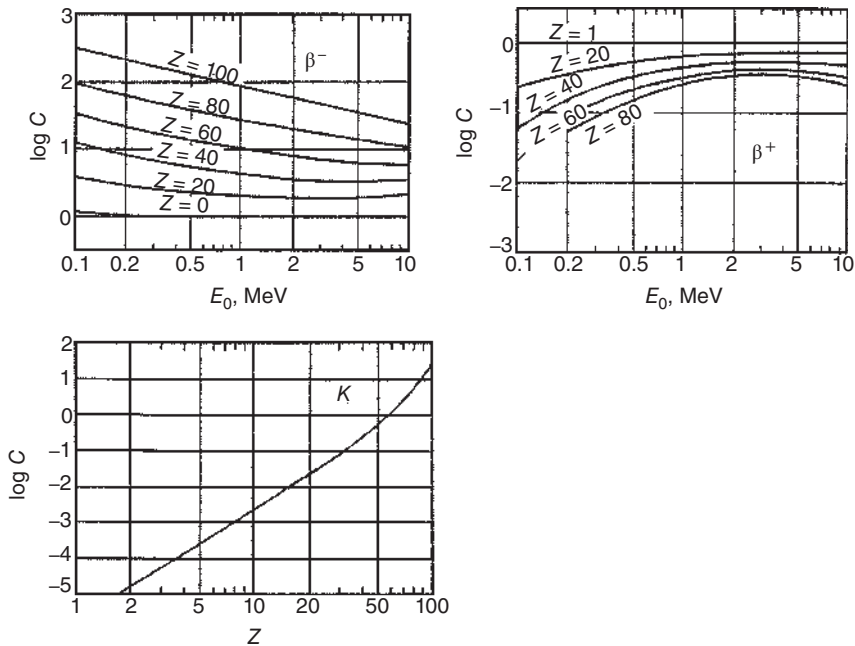 3
2
1
0
log C
β⁻
Z = 100
Z = 80
Z = 60
Z = 40
Z = 20
Z = 0
0.1 0.2 0.5 1 2 5 10
E₀, MeV
0
–1
–2
–3
log C
Z = 1
Z = 20
Z = 40
Z = 60
Z = 80
β⁺
0.1 0.2 0.5 1 2 5 10
E₀, MeV
2
1
0
–1
–2
–3
–4
–5
log C
K
1 2 5 10 20 50 100
Z